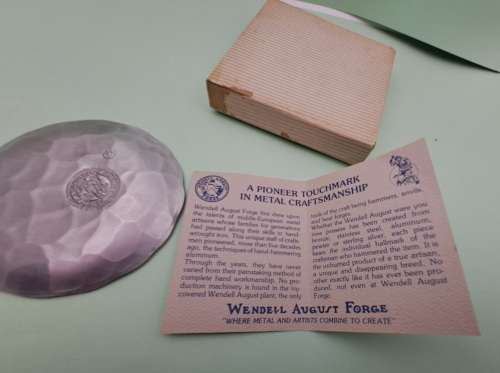 A PIONEER TOUCHMARK
IN METAL CRAFTSMANSHIP
Wendell August Forge has drawn upon
the talents of middle-European metal
artisans whose families for generations
had passed along their skills in hand-
wrought iron. This unique staff of crafts-
men pioneered, more than five decades
ago, the techniques of hand-hammering
aluminum.
Through the years, they have never
varied from their painstaking method of
complete hand workmanship. No pro-
duction machinery is found in the ivy
covered Wendell August plant, the only
tools of the craft being hammers, anvils,
and heat forges.
Whether the Wendell August ware you
now possess has been created from
bronze, stainless steel, aluminum,
pewter or sterling silver, each piece
bears the individual hallmark of the
craftsmen who hammered the item. It is
the unhurried product of a true artisan,
a unique and disappearing breed. No
other exactly like it has ever been pro-
duced, not even at Wendell August
Forge.
WENDELL AUGUST FORGE
"WHERE METAL AND ARTISTS COMBINE TO CREATE"